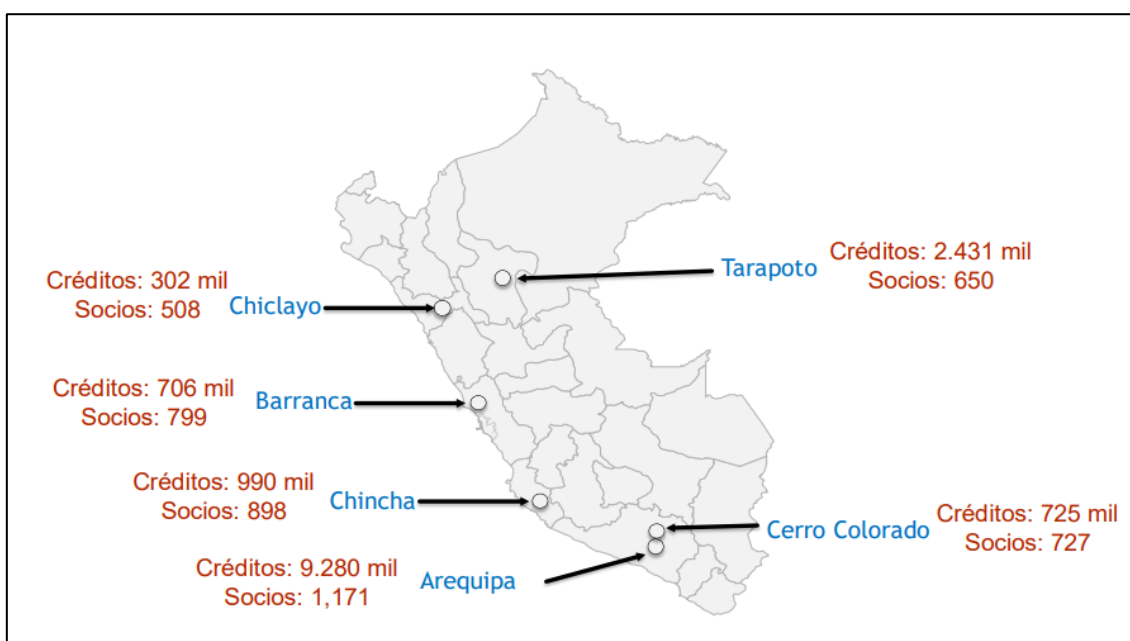 Créditos: 2.431 mil
Socios: 650
Tarapoto
Créditos: 302 mil
Socios: 508
Chiclayo
Créditos: 706 mil
Socios: 799
Barranca
Créditos: 990 mil
Socios: 898
Chincha
Créditos: 725 mil
Socios: 727
Cerro Colorado
Créditos: 9.280 mil
Socios: 1,171
Arequipa